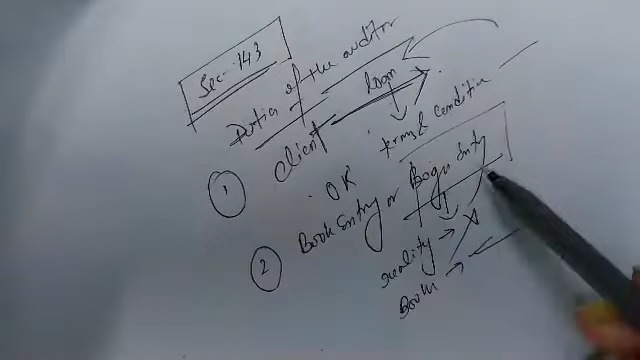 Sec-143
Duties of the auditor
① Client loan
terms & condition
OK
② Book Entry or Bogus Entry
reality → X
Book →